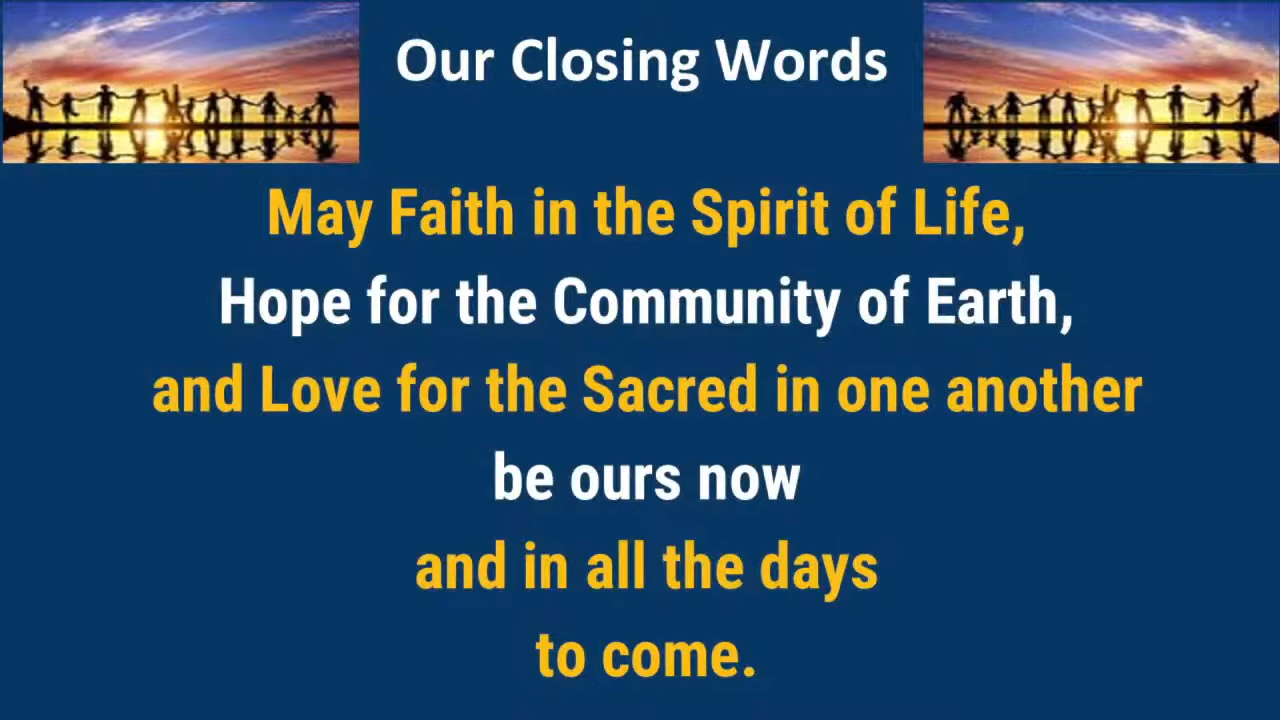 Our Closing Words
May Faith in the Spirit of Life,
Hope for the Community of Earth,
and Love for the Sacred in one another
be ours now
and in all the days
to come.